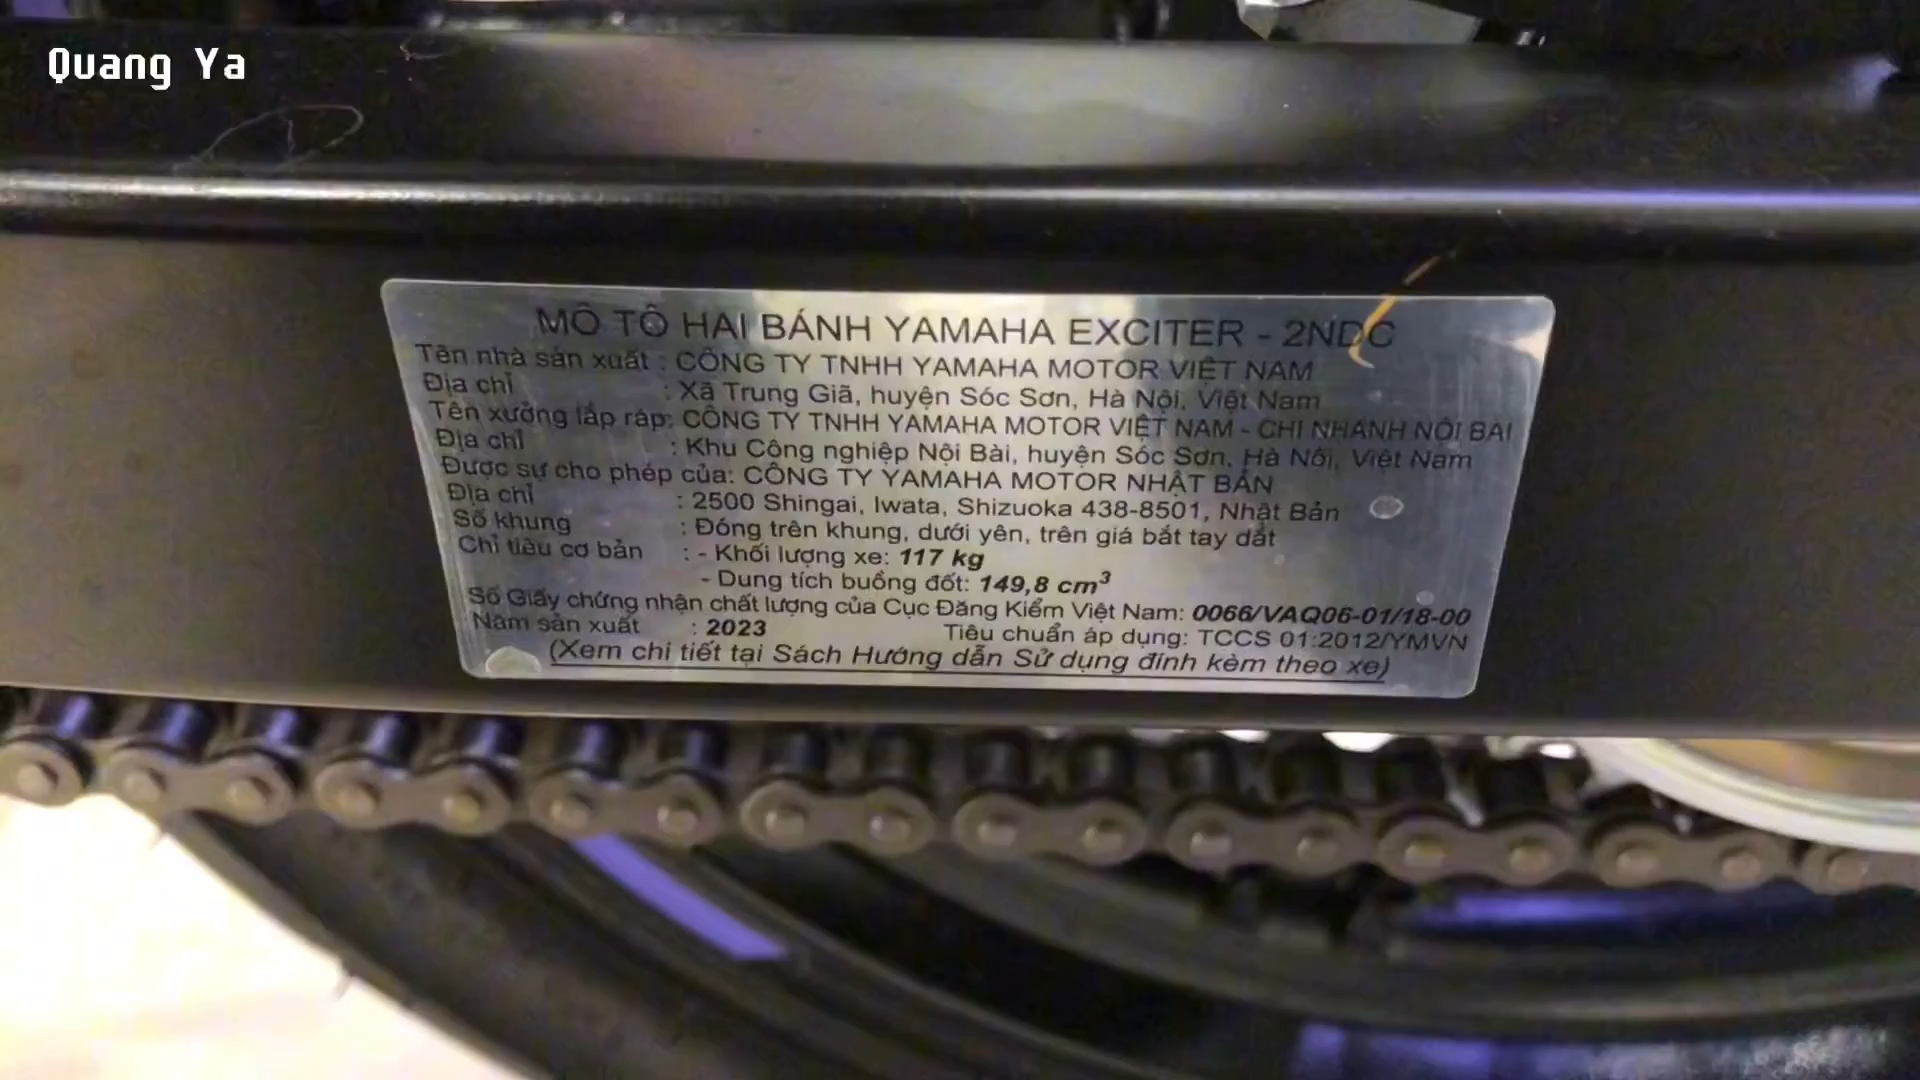 Quang Ya
MÔ TÔ HAI BÁNH YAMAHA EXCITER - 2NDC
Tên nhà sản xuất : CÔNG TY TNHH YAMAHA MOTOR VIỆT NAM
Địa chỉ : Xã Trung Giã, huyện Sóc Sơn, Hà Nội, Việt Nam
Tên xưởng lắp ráp: CÔNG TY TNHH YAMAHA MOTOR VIỆT NAM - CHI NHÁNH NỘI BÀI
Địa chỉ : Khu Công nghiệp Nội Bài, huyện Sóc Sơn, Hà Nội, Việt Nam
Được sự cho phép của: CÔNG TY YAMAHA MOTOR NHẬT BẢN
Địa chỉ : 2500 Shingai, Iwata, Shizuoka 438-8501, Nhật Bản
Số khung : Đóng trên khung, dưới yên, trên giá bắt tay dắt
Chỉ tiêu cơ bản : - Khối lượng xe: 117 kg
- Dung tích buồng đốt: 149,8 cm³
Số Giấy chứng nhận chất lượng của Cục Đăng Kiểm Việt Nam: 0066/VAQ06-01/18-00
Năm sản xuất : 2023 Tiêu chuẩn áp dụng: TCCS 01:2012/YMVN
(Xem chi tiết tại Sách Hướng dẫn Sử dụng đính kèm theo xe)